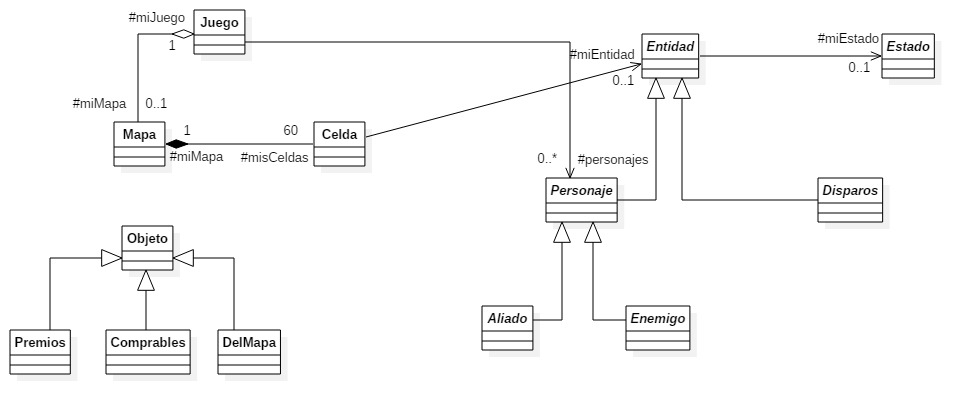 #miJuego
Juego
1
#miEntidad
Entidad
0..1
#miEstado
Estado
0..1
#miMapa
0..1
Mapa
1
60
Celda
#miMapa
#misCeldas
0..*
#personajes
Personaje
Disparos
Objeto
Aliado
Enemigo
Premios
Comprables
DelMapa